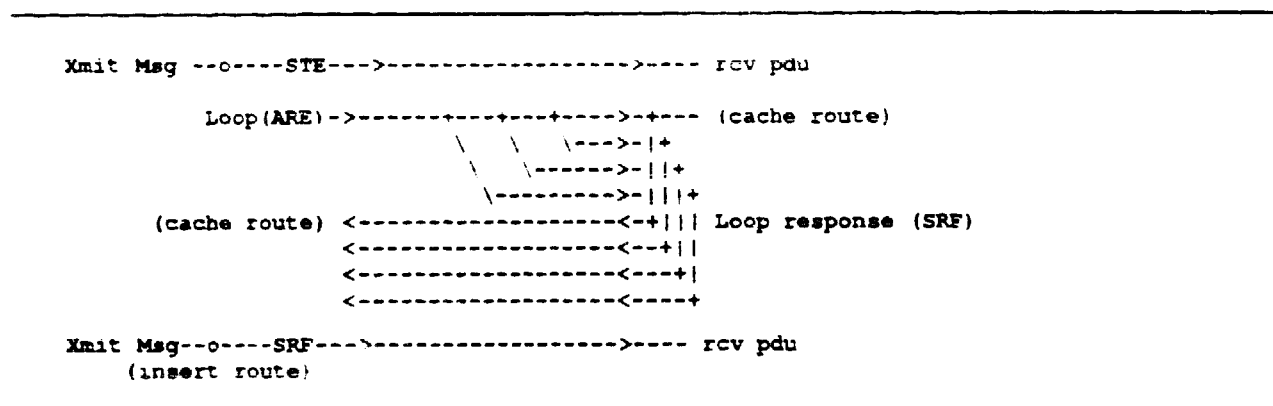 Xmit Msg --o----STE--->------------------>---- rcv pdu
Loop(ARE)->------+---+---+---->-+--- (cache route)
\ \ \--->-|+
\ \------>-||+
\--------->-|||+
(cache route) <-------------------<-+||| Loop response (SRF)
<-------------------<--+||
<-------------------<---+|
<-------------------<----+
Xmit Msg--o----SRF--->------------------>---- rcv pdu
(insert route)